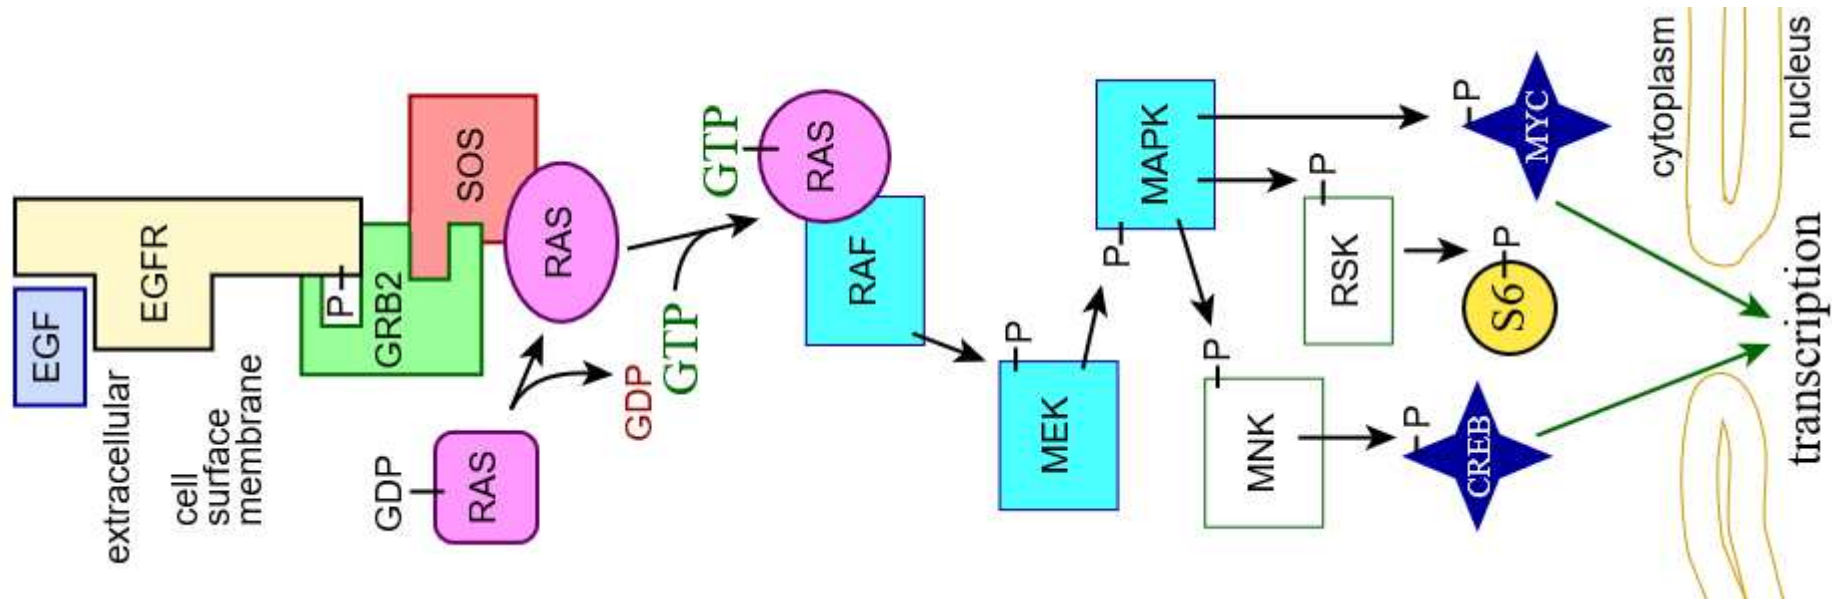 EGF
EGFR
extracellular
cell
surface
membrane
P
GRB2
SOS
RAS
GDP
RAS
GDP
GTP
GTP
RAS
RAF
P
MEK
P
MAPK
P
MNK
P
RSK
P
CREB
P
S6
P
MYC
cytoplasm
nucleus
transcription